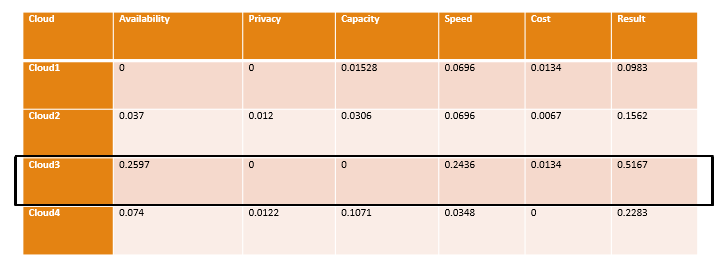 Cloud Availability Privacy Capacity Speed Cost Result
Cloud1 0 0 0.01528 0.0696 0.0134 0.0983
Cloud2 0.037 0.012 0.0306 0.0696 0.0067 0.1562
Cloud3 0.2597 0 0 0.2436 0.0134 0.5167
Cloud4 0.074 0.0122 0.1071 0.0348 0 0.2283